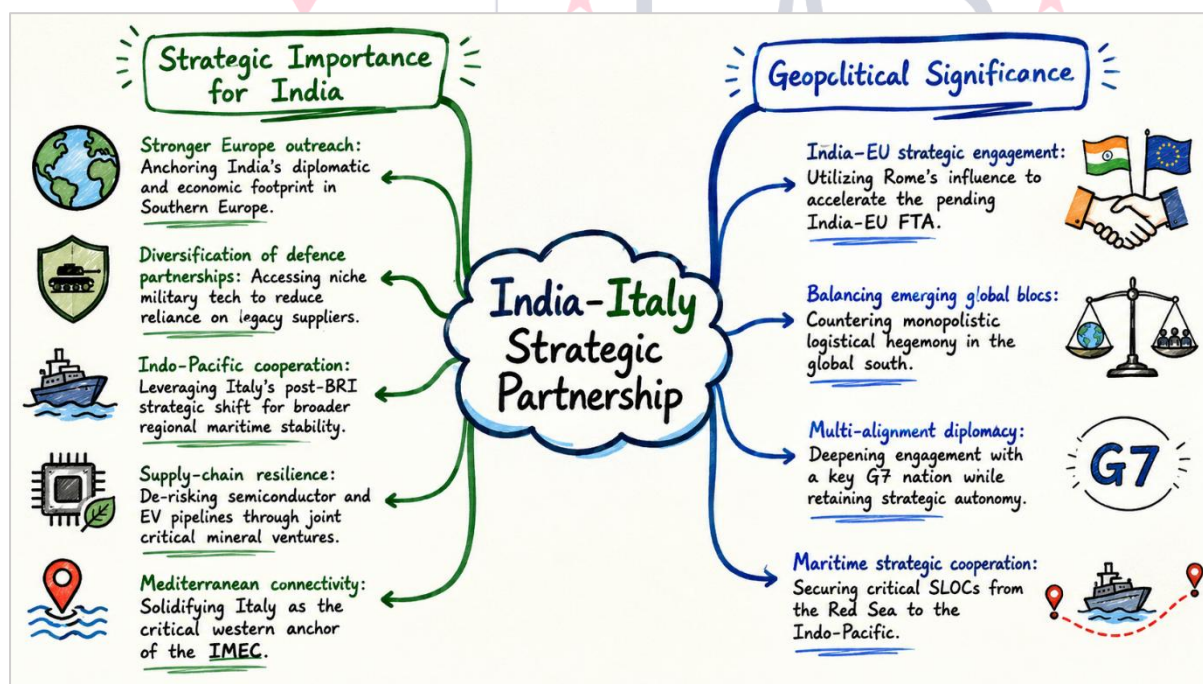 Strategic Importance
for India
Stronger Europe outreach:
Anchoring India's diplomatic
and economic footprint in
Southern Europe.
Diversification of defence
partnerships: Accessing niche
military tech to reduce
reliance on legacy suppliers.
Indo-Pacific cooperation:
Leveraging Italy's post-BRI
strategic shift for broader
regional maritime stability.
Supply-chain resilience:
De-risking semiconductor and
EV pipelines through joint
critical mineral ventures.
Mediterranean connectivity:
Solidifying Italy as the
critical western anchor
of the IMEC.
India-Italy
Strategic
Partnership
Geopclitical Significance
India-EU strategic engagement:
Utilizing Rome's influence to
accelerate the pending
India-EU FTA.
Balancing emerging global blocs:
Countering monopolistic
logistical hegemony in the
global south.
Multi-alignment diplomacy:
Deepening engagement with
a key G7 nation while
retaining strategic autonomy.
G7
Maritime strategic cooperation:
Securing critical SLOCs from
the Red Sea to the
Indo-Pacific.